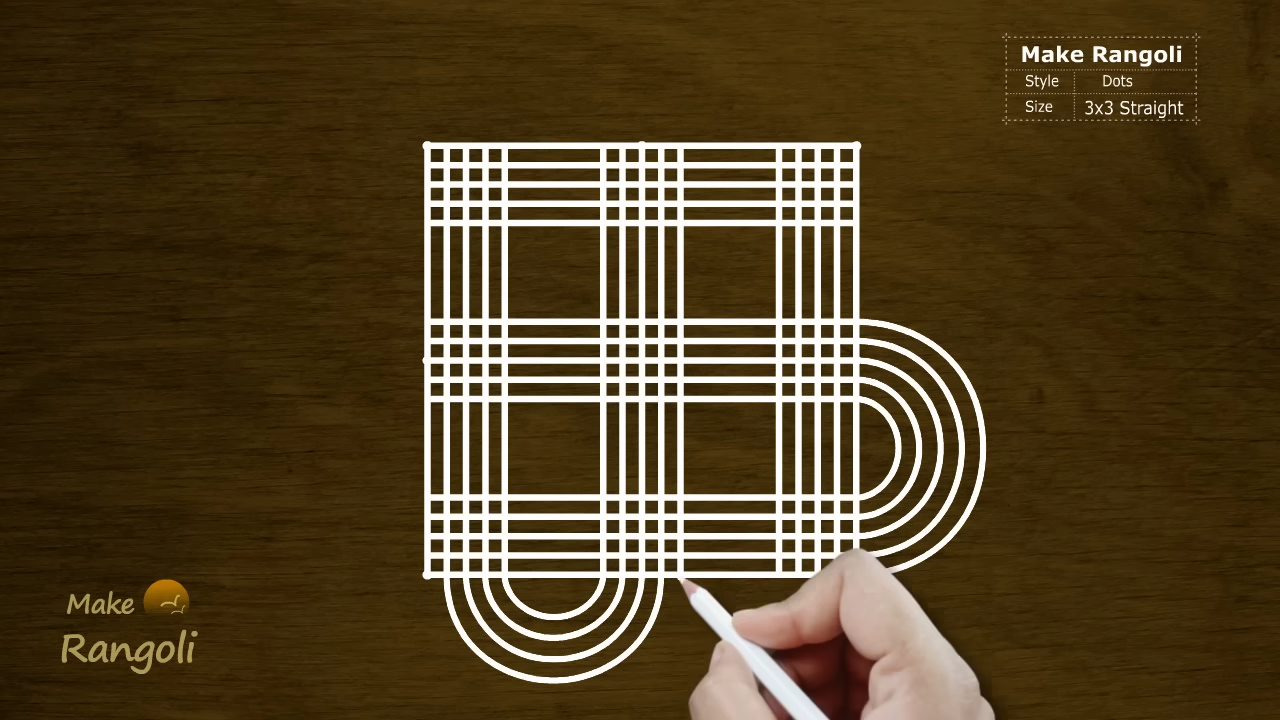 Make Rangoli
Style Dots
Size 3x3 Straight
Make
Rangoli